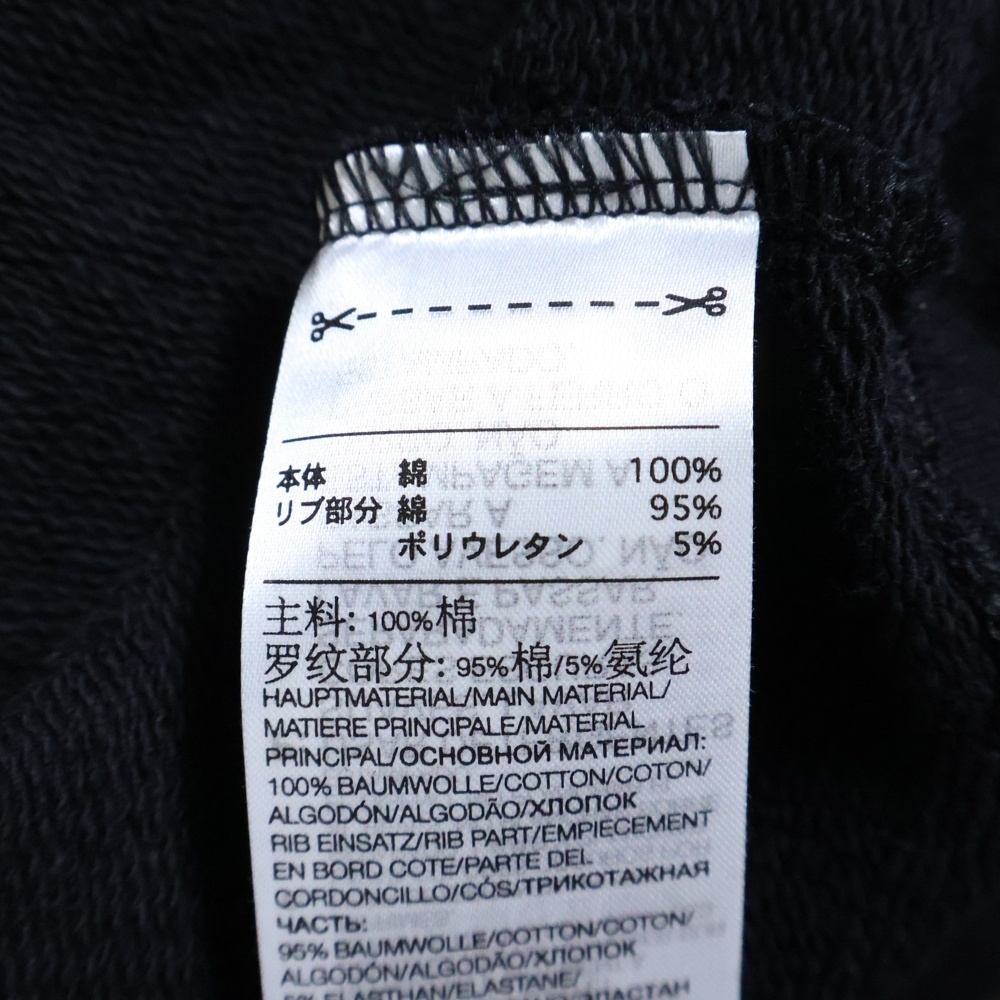 本体 綿 100%
リブ部分 綿 95%
ポリウレタン 5%
主料: 100%棉
罗纹部分: 95%棉/5%氨纶
HAUPTMATERIAL/MAIN MATERIAL/
MATIERE PRINCIPALE/MATERIAL
PRINCIPAL/ОСНОВНОЙ МАТЕРИАЛ:
100% BAUMWOLLE/COTTON/COTON/
ALGODÓN/ALGODÃO/ХЛОПОК
RIB EINSATZ/RIB PART/EMPIECEMENT
EN BORD COTE/PARTE DEL
CORDONCILLO/CÓS/ТРИКОТАЖНАЯ
ЧАСТЬ:
95% BAUMWOLLE/COTTON/COTON/
ALGODÓN/ALGODÃO/ХЛОПОК
5% ELASTHAN/ELASTANE/